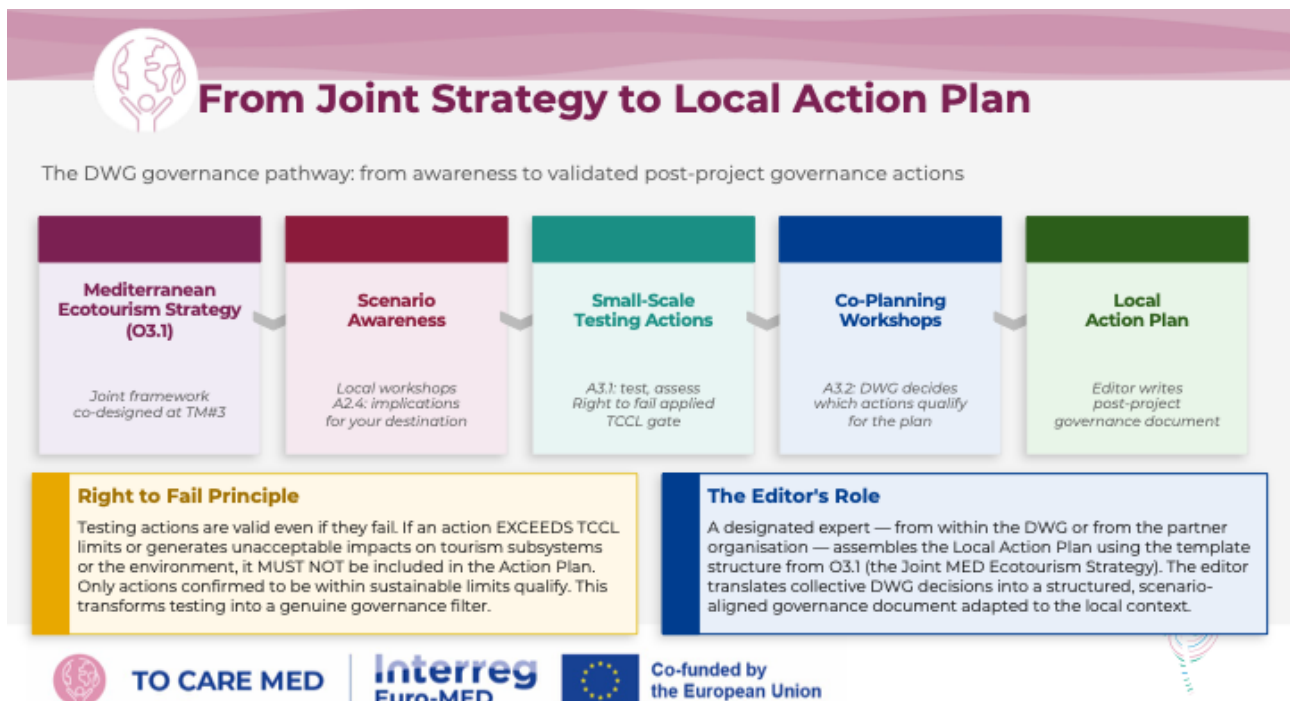 From Joint Strategy to Local Action Plan
The DWG governance pathway: from awareness to validated post-project governance actions
Mediterranean
Ecotourism Strategy
(O3.1)
Joint framework
co-designed at TM#3
Scenario
Awareness
Local workshops
A2.4: implications
for your destination
Small-Scale
Testing Actions
A3.1: test, assess
Right to fail applied
TCCL gate
Co-Planning
Workshops
A3.2: DWG decides
which actions qualify
for the plan
Local
Action Plan
Editor writes
post-project
governance document
Right to Fail Principle
Testing actions are valid even if they fail. If an action EXCEEDS TCCL
limits or generates unacceptable impacts on tourism subsystems
or the environment, it MUST NOT be included in the Action Plan.
Only actions confirmed to be within sustainable limits qualify. This
transforms testing into a genuine governance filter.
The Editor's Role
A designated expert — from within the DWG or from the partner
organisation — assembles the Local Action Plan using the template
structure from O3.1 (the Joint MED Ecotourism Strategy). The editor
translates collective DWG decisions into a structured, scenario-
aligned governance document adapted to the local context.
TO CARE MED
Interreg
Euro-MED
Co-funded by
the European Union